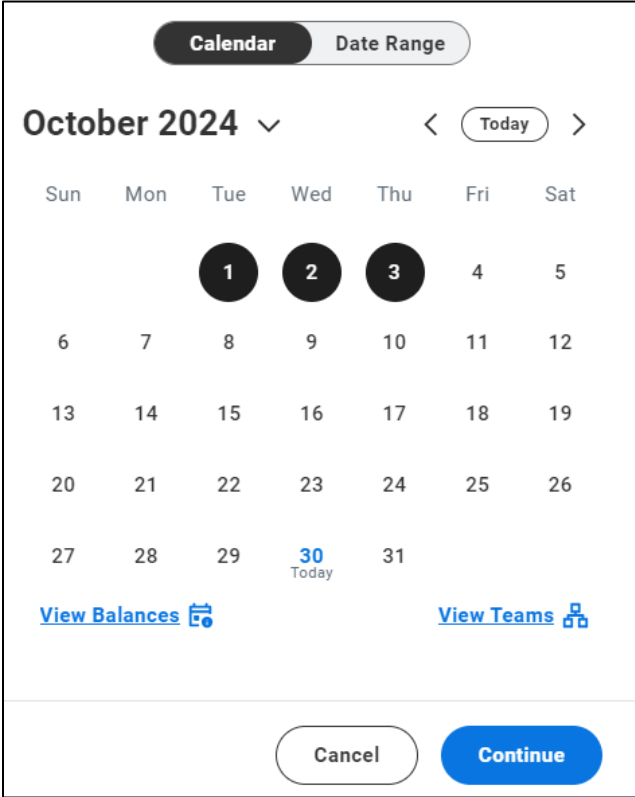 Calendar Date Range
October 2024 Today
Sun Mon Tue Wed Thu Fri Sat
1 2 3 4 5
6 7 8 9 10 11 12
13 14 15 16 17 18 19
20 21 22 23 24 25 26
27 28 29 30 31
Today
View Balances View Teams
Cancel Continue